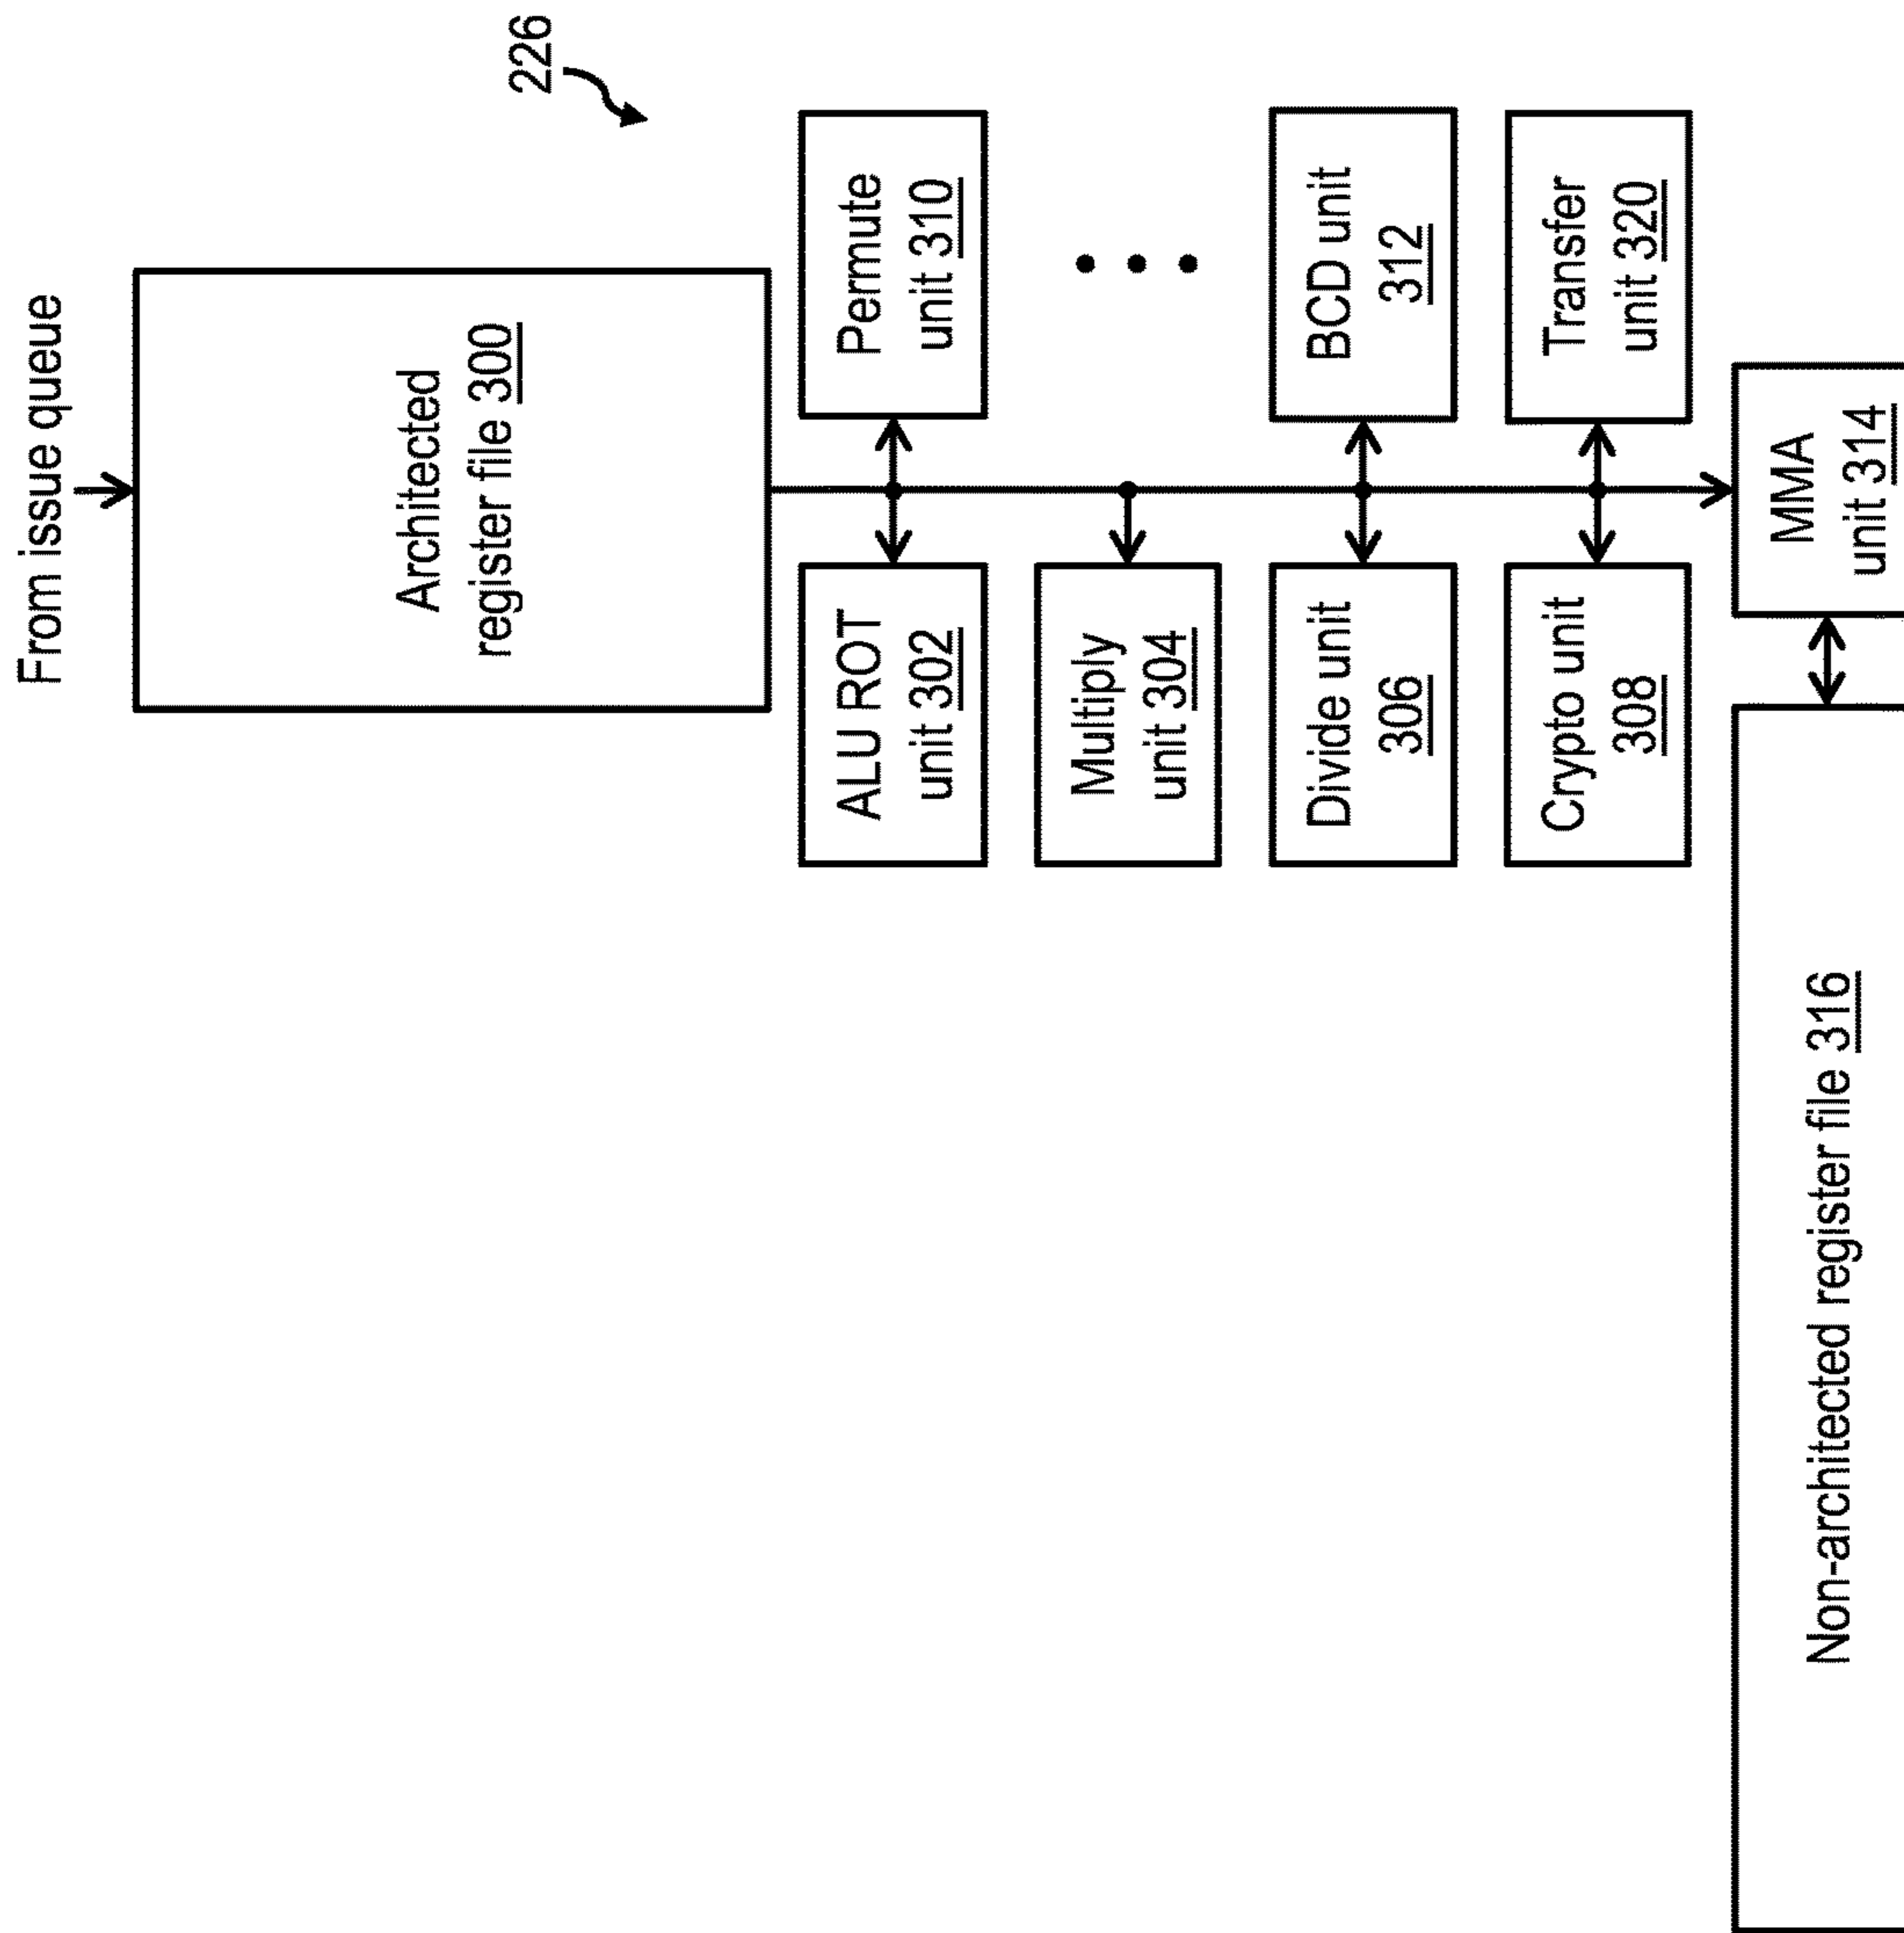 From issue queue
226
Architected
register file 300
ALU ROT
unit 302
Permute
unit 310
Multiply
unit 304
Divide unit
306
BCD unit
312
Crypto unit
308
Transfer
unit 320
MMA
unit 314
Non-architected register file 316